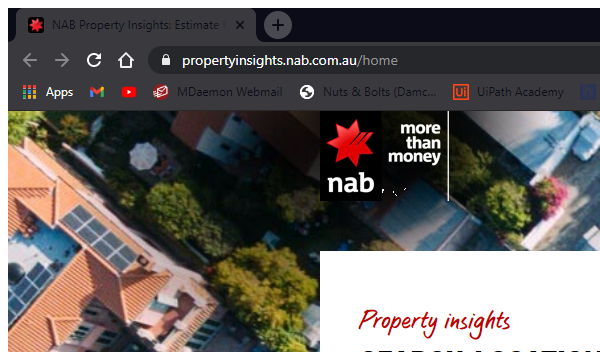 NAB Property Insights: Estimate
propertyinsights.nab.com.au/home
Apps MDaemon Webmail Nuts & Bolts (Damc... Ui UiPath Academy
more
than
money
nab
Property insights